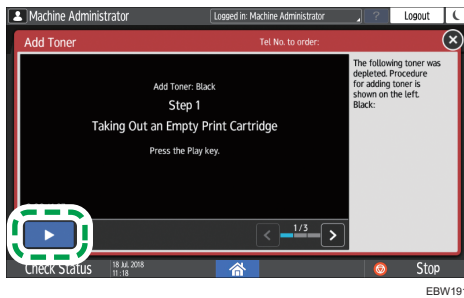 Machine Administrator
Logged in: Machine Administrator
?
Logout
Add Toner
Tel No. to order:
Add Toner: Black
Step 1
Taking Out an Empty Print Cartridge
Press the Play key.
The following toner was
depleted. Procedure
for adding toner is
shown on the left.
Black:
1/3
Check Status
18 Jul. 2018
11:18
Stop
EBW191